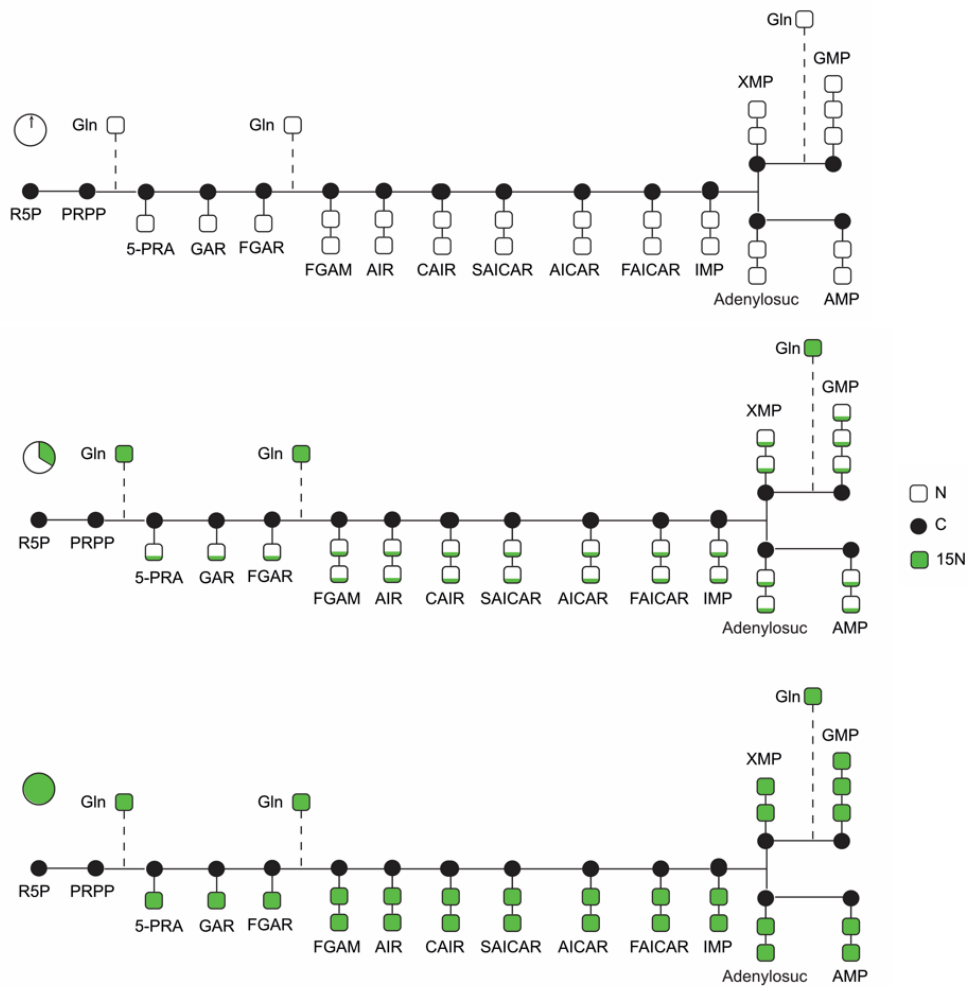 Gln
GMP
XMP
Gln
Gln
R5P
PRPP
5-PRA
GAR
FGAR
FGAM
AIR
CAIR
SAICAR
AICAR
FAICAR
IMP
Adenylosuc
AMP
Gln
GMP
XMP
Gln
Gln
R5P
PRPP
5-PRA
GAR
FGAR
FGAM
AIR
CAIR
SAICAR
AICAR
FAICAR
IMP
Adenylosuc
AMP
N
C
15N
Gln
GMP
XMP
Gln
Gln
R5P
PRPP
5-PRA
GAR
FGAR
FGAM
AIR
CAIR
SAICAR
AICAR
FAICAR
IMP
Adenylosuc
AMP